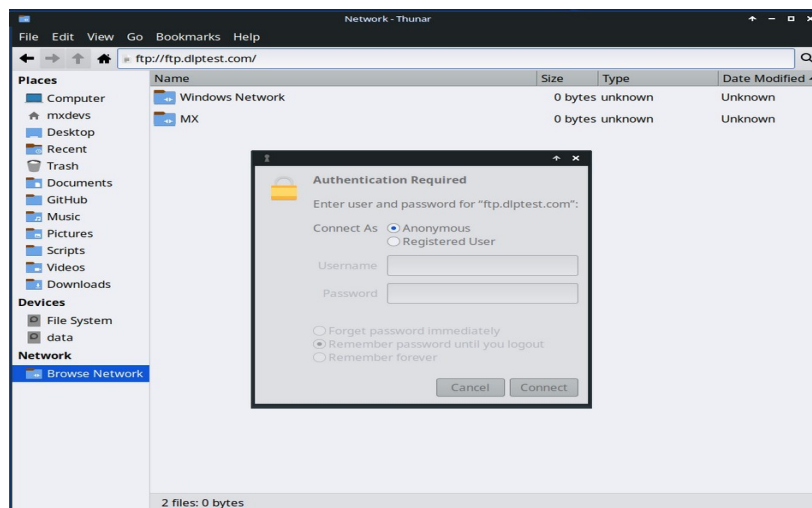 Network - Thunar
File Edit View Go Bookmarks Help
ftp://ftp.dlptest.com/
Places
Computer
mxdevs
Desktop
Recent
Trash
Documents
GitHub
Music
Pictures
Scripts
Videos
Downloads
Devices
File System
data
Network
Browse Network
Name Size Type Date Modified
Windows Network 0 bytes unknown Unknown
MX 0 bytes unknown Unknown
Authentication Required
Enter user and password for “ftp.dlptest.com”:
Connect As Anonymous
Registered User
Username
Password
Forget password immediately
Remember password until you logout
Remember forever
Cancel Connect
2 files: 0 bytes